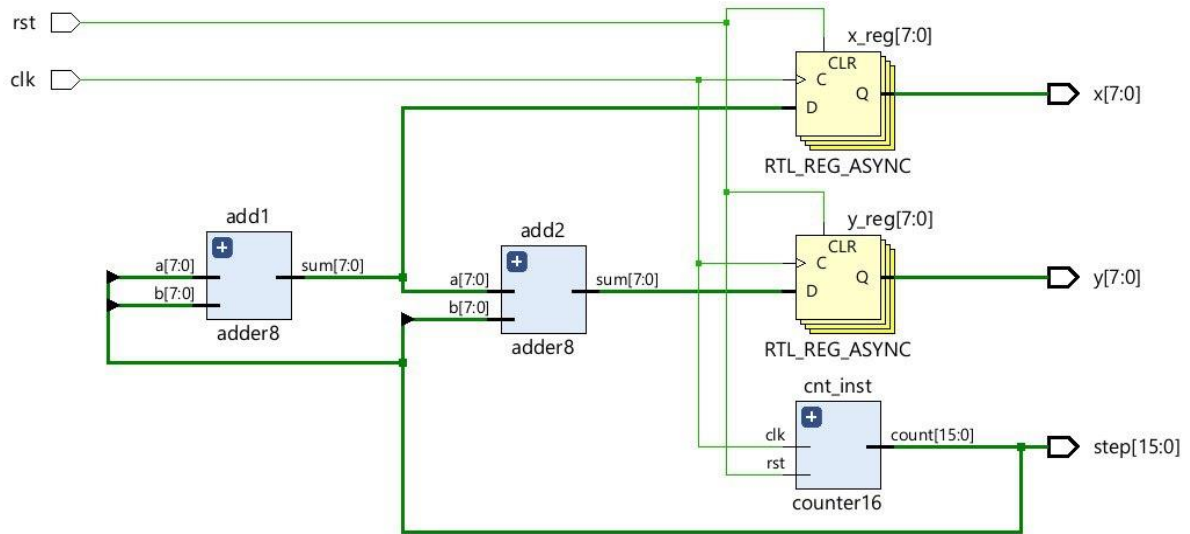 rst
clk
x_reg[7:0]
CLR
C
D
Q
RTL_REG_ASYNC
x[7:0]
add1
a[7:0]
b[7:0]
sum[7:0]
adder8
add2
a[7:0]
b[7:0]
sum[7:0]
adder8
y_reg[7:0]
CLR
C
D
Q
RTL_REG_ASYNC
y[7:0]
cnt_inst
clk
rst
count[15:0]
counter16
step[15:0]